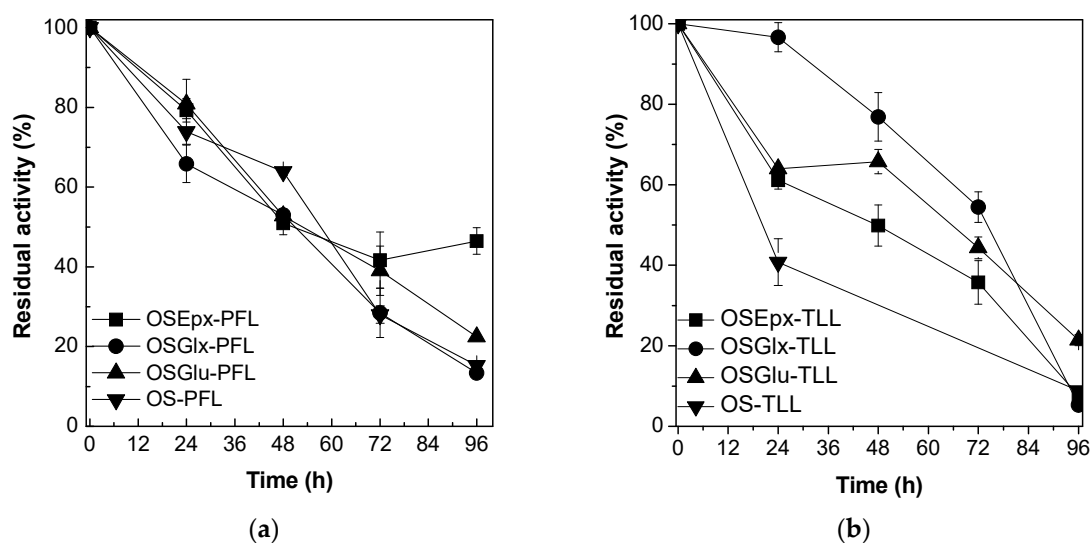 Residual activity (%)
100
80
60
40
20
0
OSEpx-PFL
OSGlx-PFL
OSGlu-PFL
OS-PFL
0 12 24 36 48 60 72 84 96
Time (h)
(a)
Residual activity (%)
100
80
60
40
20
0
OSEpx-TLL
OSGlx-TLL
OSGlu-TLL
OS-TLL
0 12 24 36 48 60 72 84 96
Time (h)
(b)